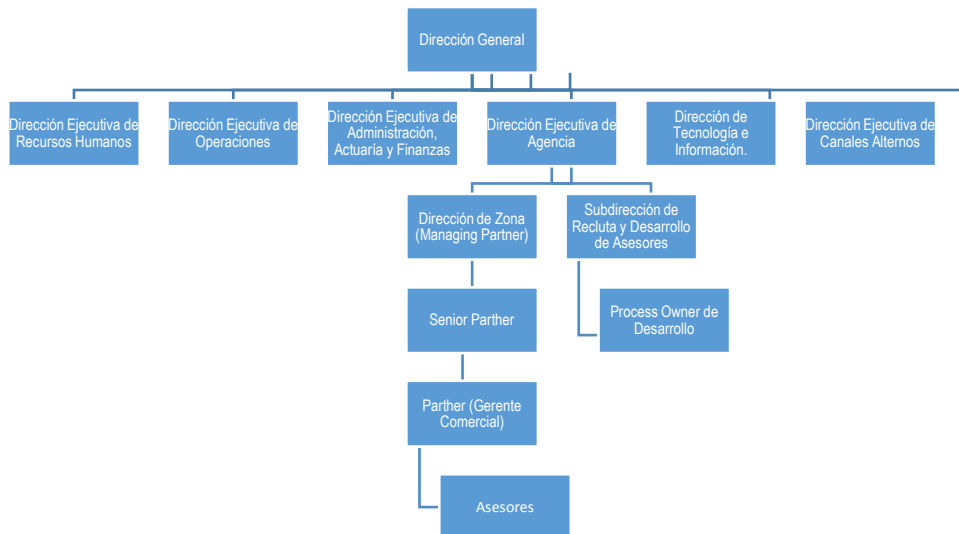 Dirección General
Dirección Ejecutiva de
Recursos Humanos
Dirección Ejecutiva de
Operaciones
Dirección Ejecutiva de
Administración,
Actuaría y Finanzas
Dirección Ejecutiva de
Agencia
Dirección de
Tecnología e
Información.
Dirección Ejecutiva de
Canales Alternos
Dirección de Zona
(Managing Partner)
Subdirección de
Recluta y Desarrollo
de Asesores
Senior Parther
Process Owner de
Desarrollo
Parther (Gerente
Comercial)
Asesores